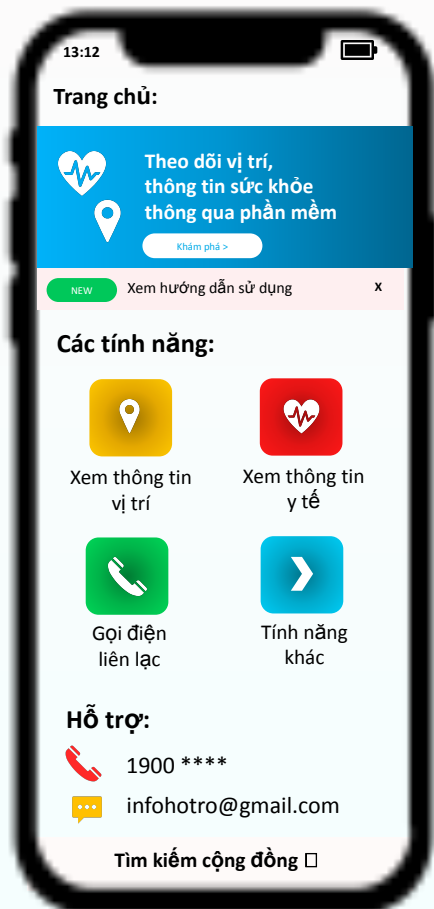 13:12
Trang chủ:
Theo dõi vị trí,
thông tin sức khỏe
thông qua phần mềm
Khám phá >
NEW Xem hướng dẫn sử dụng X
Các tính năng:
Xem thông tin
vị trí
Xem thông tin
y tế
Gọi điện
liên lạc
Tính năng
khác
Hỗ trợ:
1900 ****
infohotro@gmail.com
Tìm kiếm cộng đồng